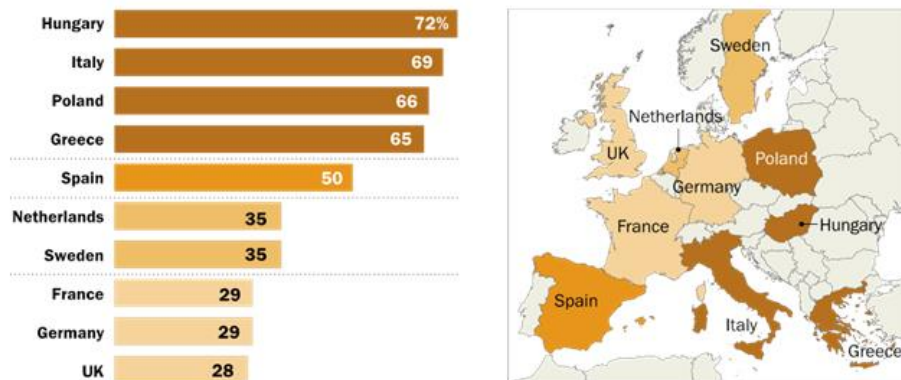 Hungary 72%
Italy 69
Poland 66
Greece 65
Spain 50
Netherlands 35
Sweden 35
France 29
Germany 29
UK 28
Sweden
Netherlands
UK
Poland
Germany
France
Hungary
Spain
Italy
Greece